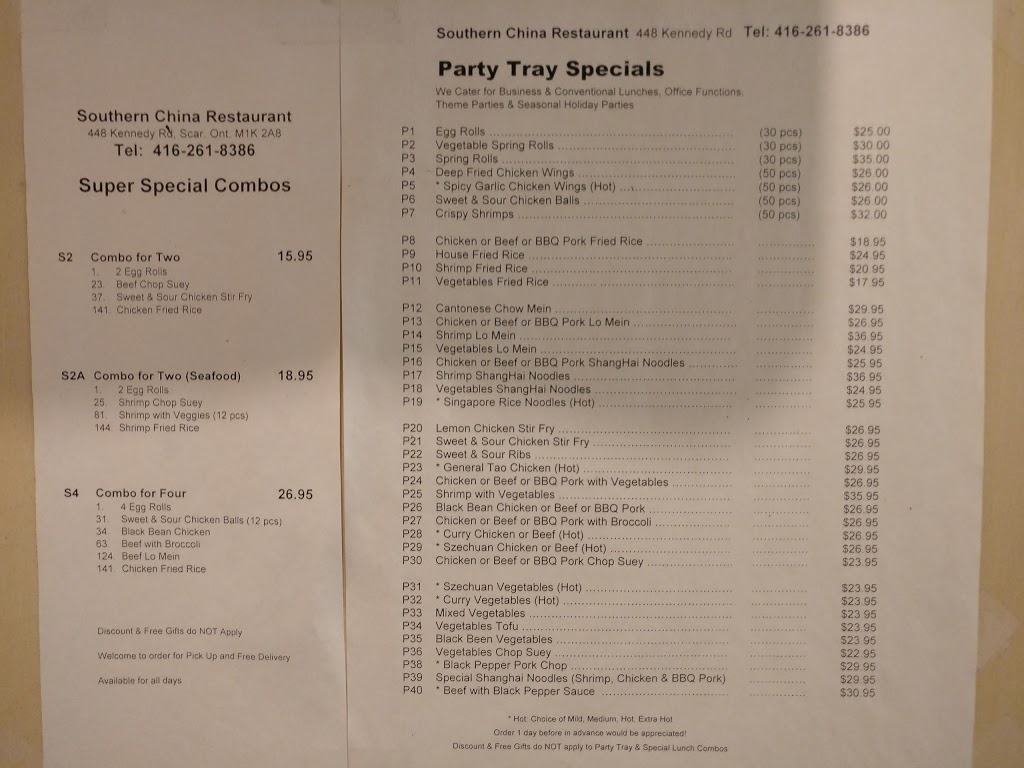 Southern China Restaurant
448 Kennedy Rd, Scar. Ont. M1K 2A8
Tel: 416-261-8386
Super Special Combos
S2 Combo for Two 15.95
1. 2 Egg Rolls
23. Beef Chop Suey
37. Sweet & Sour Chicken Stir Fry
141. Chicken Fried Rice
S2A Combo for Two (Seafood) 18.95
1. 2 Egg Rolls
25. Shrimp Chop Suey
81. Shrimp with Veggies (12 pcs)
144. Shrimp Fried Rice
S4 Combo for Four 26.95
1. 4 Egg Rolls
31. Sweet & Sour Chicken Balls (12 pcs)
34. Black Bean Chicken
63. Beef with Broccoli
124. Beef Lo Mein
141. Chicken Fried Rice
Discount & Free Gifts do NOT Apply
Welcome to order for Pick Up and Free Delivery
Available for all days
Southern China Restaurant 448 Kennedy Rd Tel: 416-261-8386
Party Tray Specials
We Cater for Business & Conventional Lunches, Office Functions,
Theme Parties & Seasonal Holiday Parties
P1 Egg Rolls (30 pcs) $25.00
P2 Vegetable Spring Rolls (30 pcs) $30.00
P3 Spring Rolls (30 pcs) $35.00
P4 Deep Fried Chicken Wings (50 pcs) $26.00
P5 * Spicy Garlic Chicken Wings (Hot) (50 pcs) $26.00
P6 Sweet & Sour Chicken Balls (50 pcs) $26.00
P7 Crispy Shrimps (50 pcs) $32.00
P8 Chicken or Beef or BBQ Pork Fried Rice $18.95
P9 House Fried Rice $24.95
P10 Shrimp Fried Rice $20.95
P11 Vegetables Fried Rice $17.95
P12 Cantonese Chow Mein $29.95
P13 Chicken or Beef or BBQ Pork Lo Mein $26.95
P14 Shrimp Lo Mein $36.95
P15 Vegetables Lo Mein $24.95
P16 Chicken or Beef or BBQ Pork ShangHai Noodles $25.95
P17 Shrimp ShangHai Noodles $36.95
P18 Vegetables ShangHai Noodles $24.95
P19 * Singapore Rice Noodles (Hot) $25.95
P20 Lemon Chicken Stir Fry $26.95
P21 Sweet & Sour Chicken Stir Fry $26.95
P22 Sweet & Sour Ribs $26.95
P23 * General Tao Chicken (Hot) $29.95
P24 Chicken or Beef or BBQ Pork with Vegetables $26.95
P25 Shrimp with Vegetables $35.95
P26 Black Bean Chicken or Beef or BBQ Pork $26.95
P27 Chicken or Beef or BBQ Pork with Broccoli $26.95
P28 * Curry Chicken or Beef (Hot) $26.95
P29 * Szechuan Chicken or Beef (Hot) $26.95
P30 Chicken or Beef or BBQ Pork Chop Suey $23.95
P31 * Szechuan Vegetables (Hot) $23.95
P32 * Curry Vegetables (Hot) $23.95
P33 Mixed Vegetables $23.95
P34 Vegetables Tofu $23.95
P35 Black Been Vegetables $23.95
P36 Vegetables Chop Suey $22.95
P38 * Black Pepper Pork Chop $29.95
P39 Special Shanghai Noodles (Shrimp, Chicken & BBQ Pork) $29.95
P40 * Beef with Black Pepper Sauce $30.95
* Hot: Choice of Mild, Medium, Hot, Extra Hot
Order 1 day before in advance would be appreciated!
Discount & Free Gifts do NOT apply to Party Tray & Special Lunch Combos